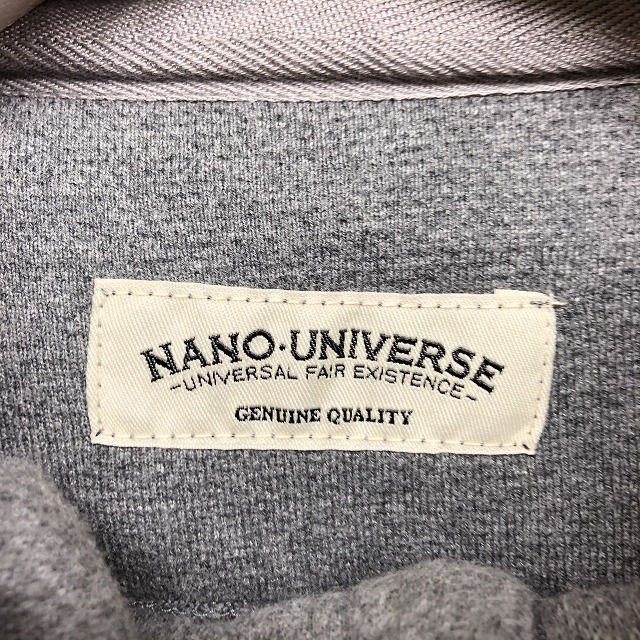 NANO·UNIVERSE
-UNIVERSAL FAIR EXISTENCE-
GENUINE QUALITY